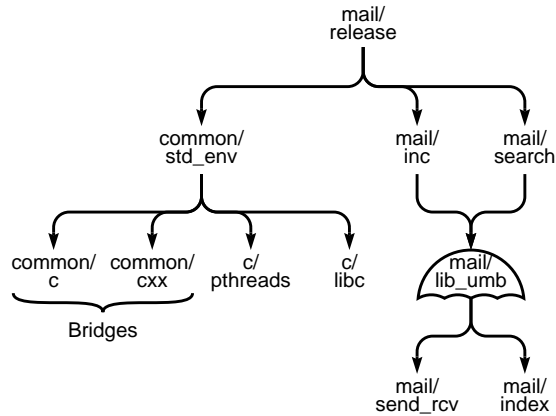 mail/
release
common/
std_env
mail/
inc
mail/
search
common/
c
common/
cxx
c/
pthreads
c/
libc
mail/
lib_umb
Bridges
mail/
send_rcv
mail/
index